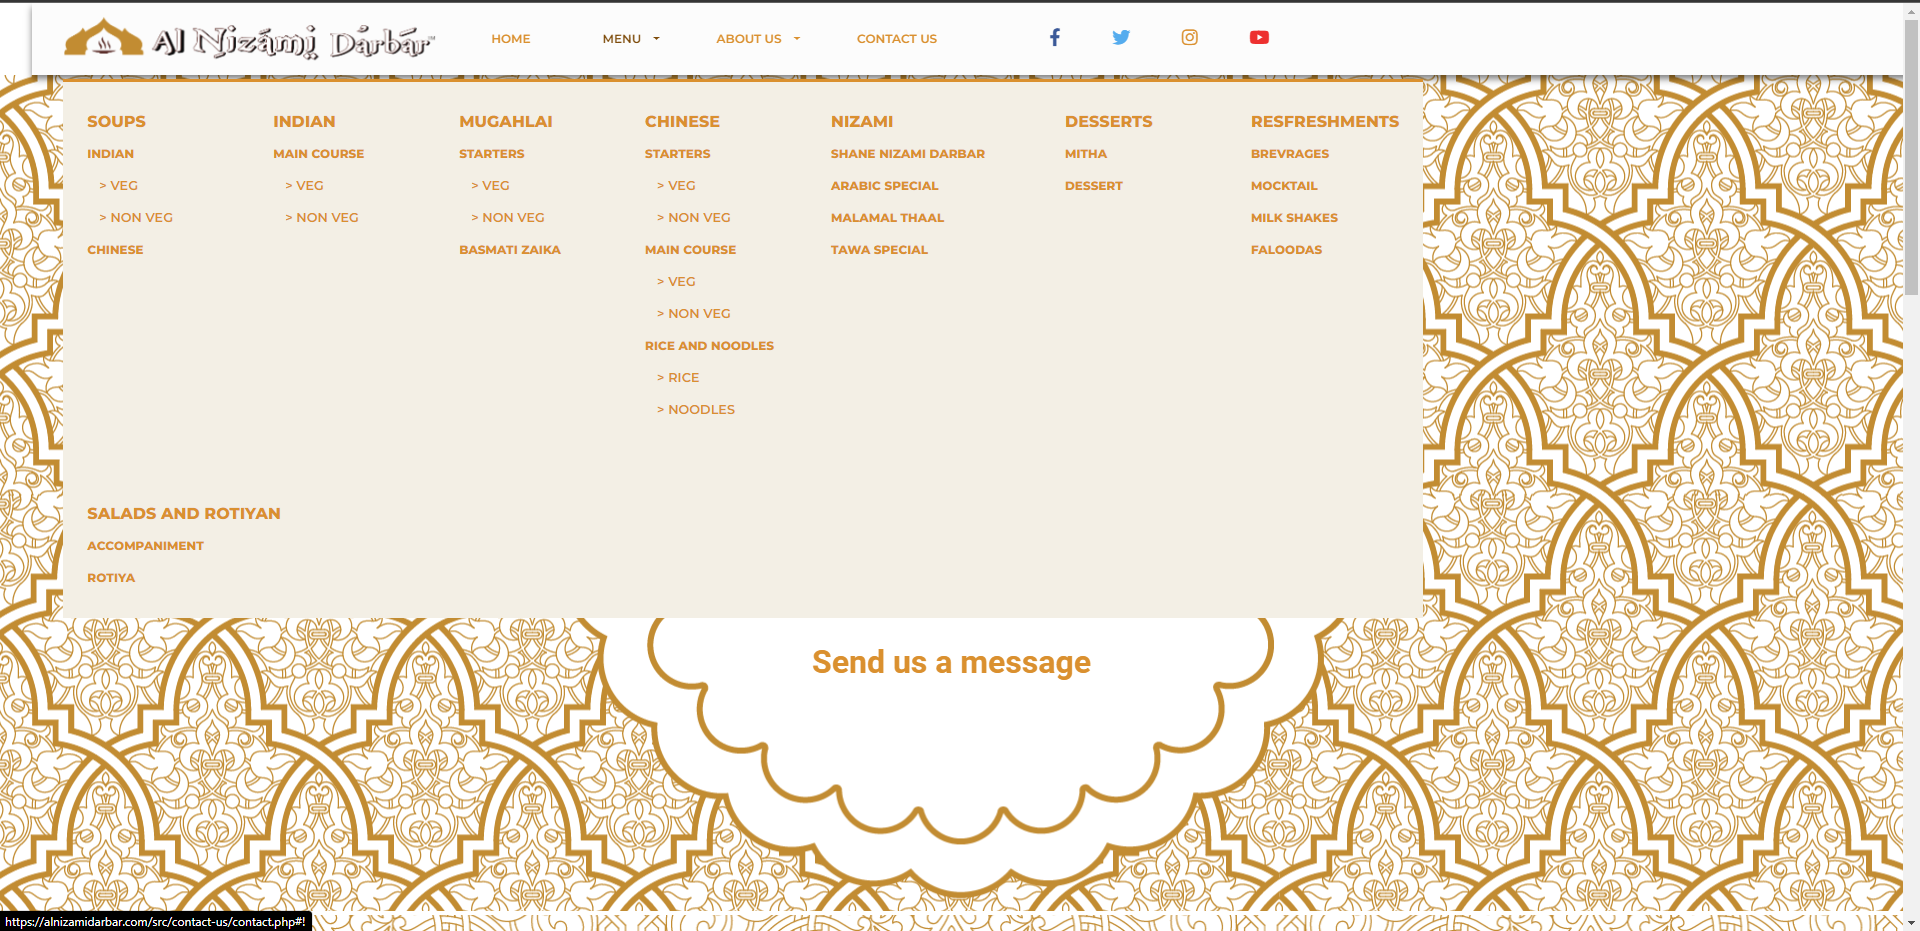 Al Nizami Darbar™
HOME
MENU
ABOUT US
CONTACT US
SOUPS
INDIAN
> VEG
> NON VEG
CHINESE
INDIAN
MAIN COURSE
> VEG
> NON VEG
MUGAHLAI
STARTERS
> VEG
> NON VEG
BASMATI ZAIKA
CHINESE
STARTERS
> VEG
> NON VEG
MAIN COURSE
> VEG
> NON VEG
RICE AND NOODLES
> RICE
> NOODLES
NIZAMI
SHANE NIZAMI DARBAR
ARABIC SPECIAL
MALAMAL THAAL
TAWA SPECIAL
DESSERTS
MITHA
DESSERT
RESFRESHMENTS
BREVRAGES
MOCKTAIL
MILK SHAKES
FALOODAS
SALADS AND ROTIYAN
ACCOMPANIMENT
ROTIYA
Send us a message
https://alnizamidarbar.com/src/contact-us/contact.php#!